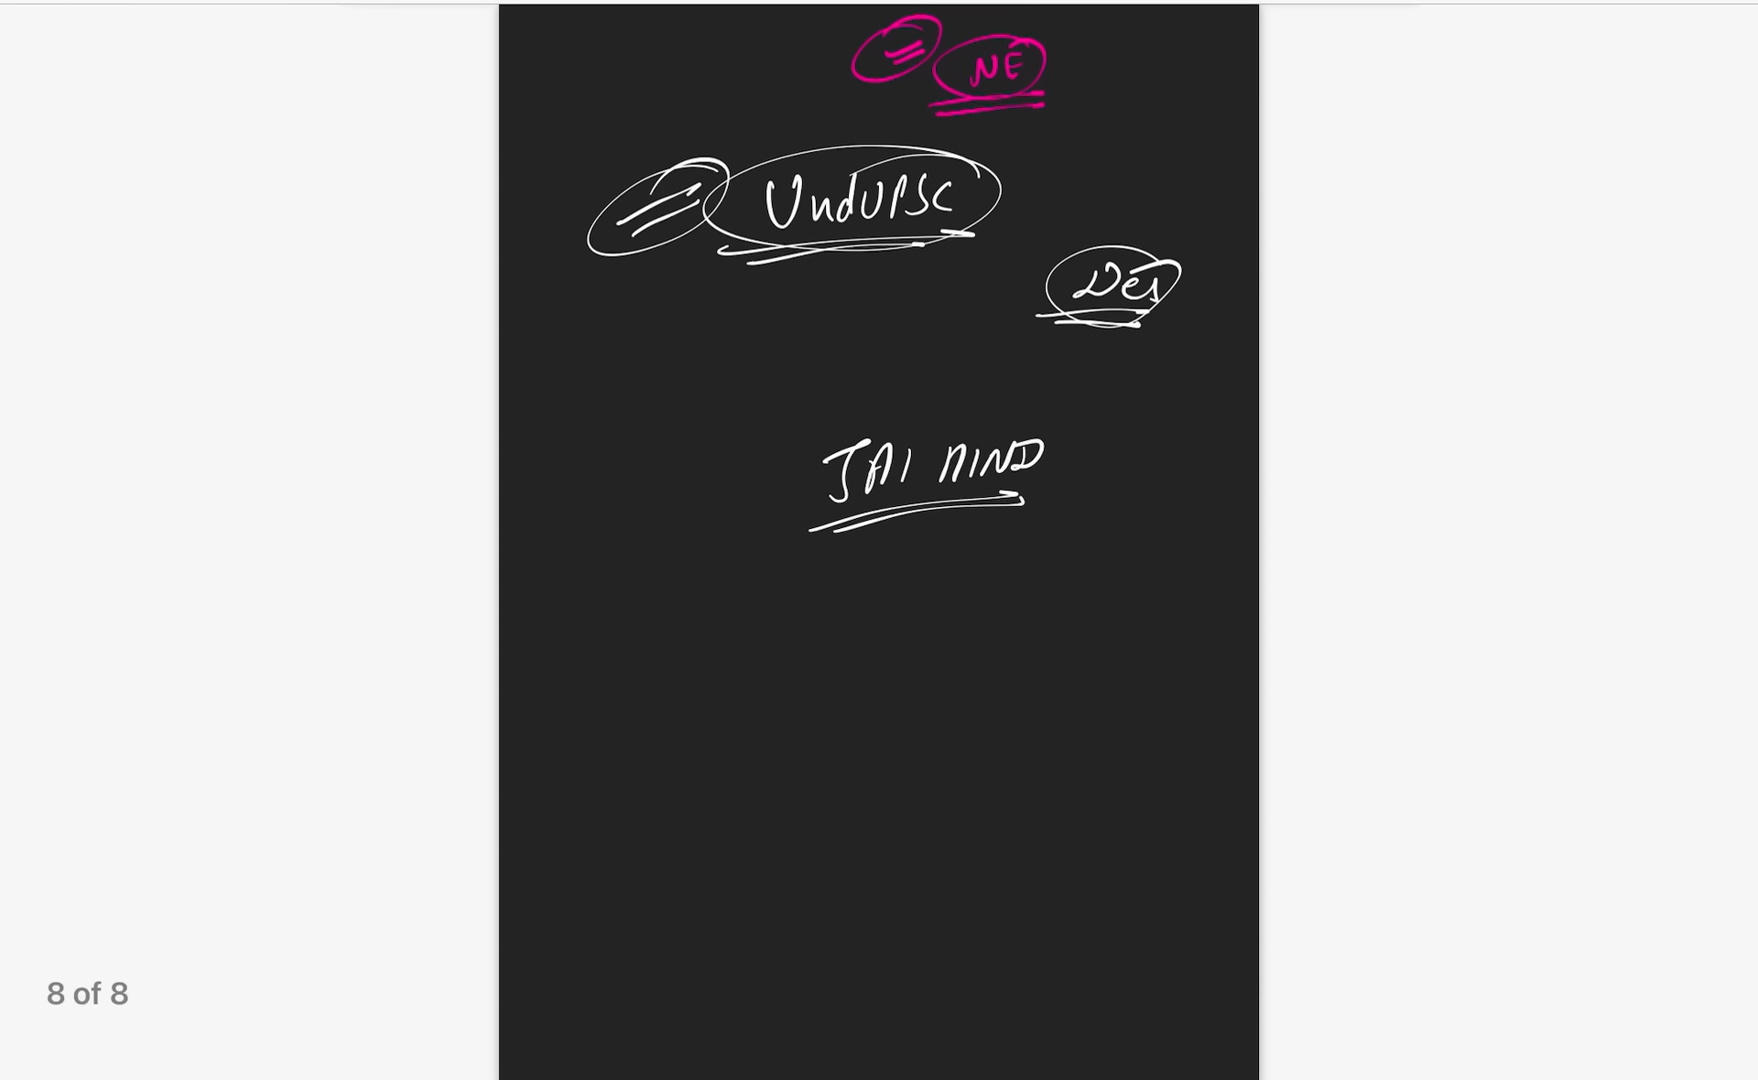 NE
UndUPSC
Des
JAI HIND
8 of 8